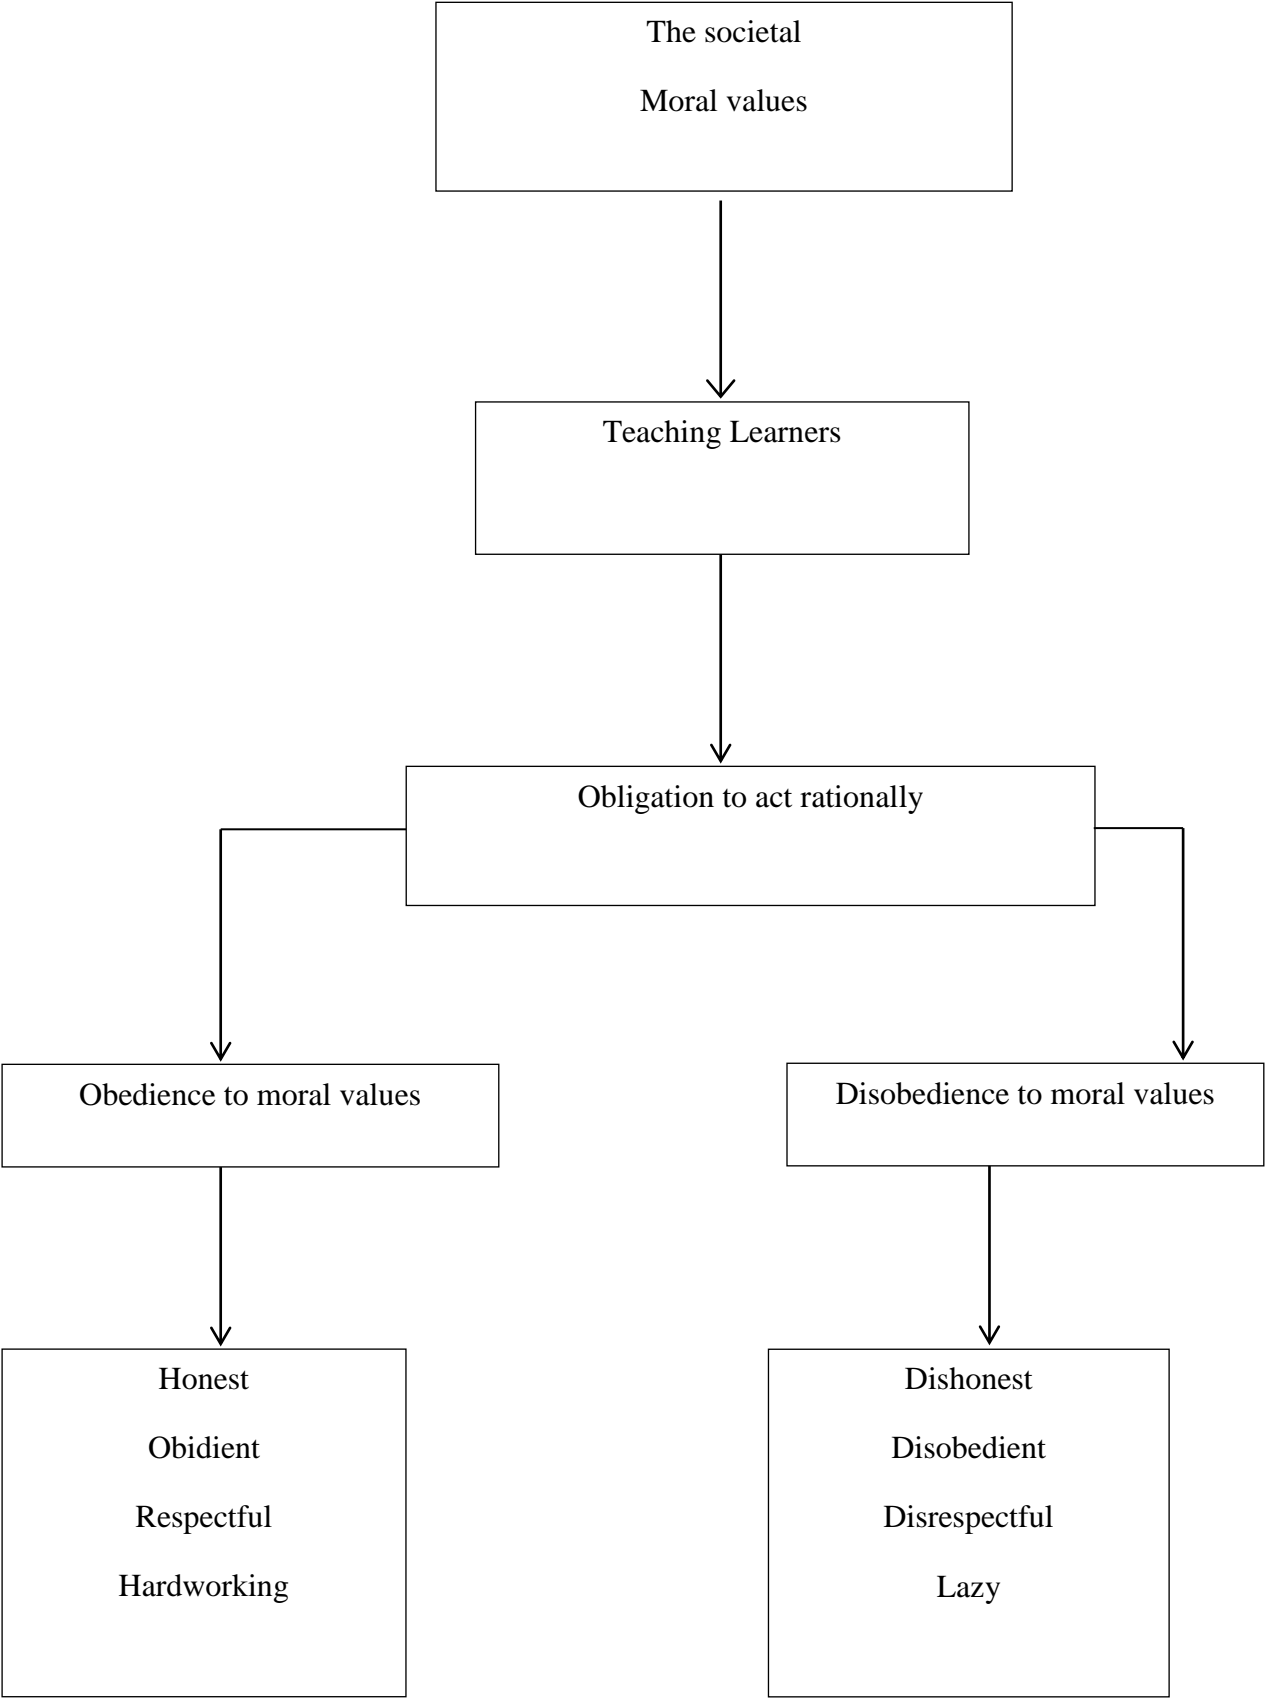 The societal
Moral values
Teaching Learners
Obligation to act rationally
Obedience to moral values
Disobedience to moral values
Honest
Obidient
Respectful
Hardworking
Dishonest
Disobedient
Disrespectful
Lazy